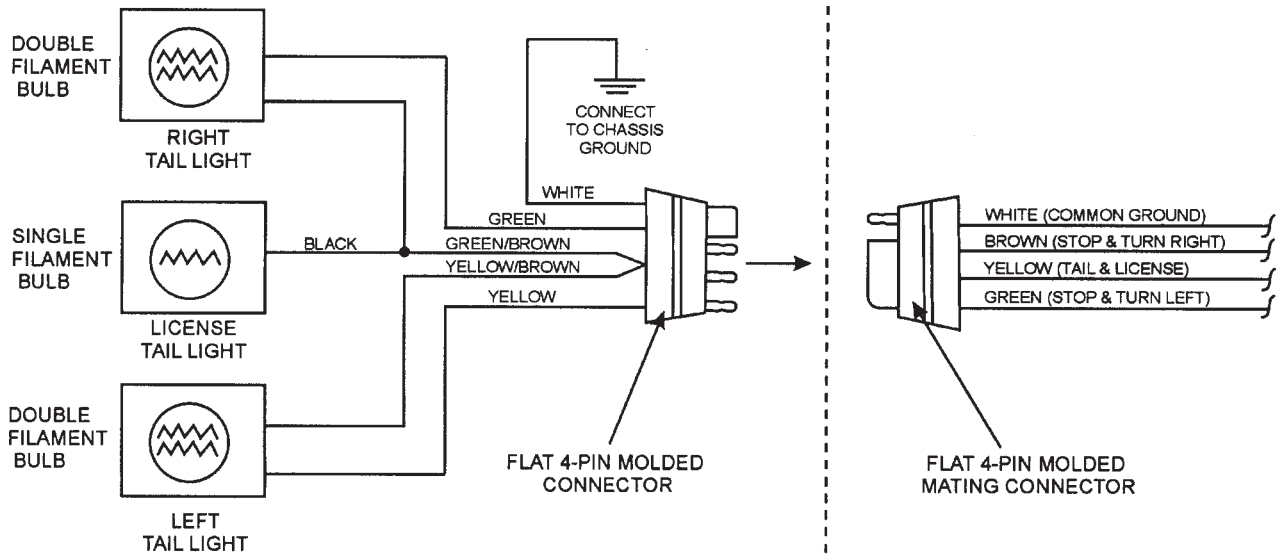 DOUBLE
FILAMENT
BULB
RIGHT
TAIL LIGHT
SINGLE
FILAMENT
BULB
LICENSE
TAIL LIGHT
DOUBLE
FILAMENT
BULB
LEFT
TAIL LIGHT
BLACK
CONNECT
TO CHASSIS
GROUND
WHITE
GREEN
GREEN/BROWN
YELLOW/BROWN
YELLOW
FLAT 4-PIN MOLDED
CONNECTOR
WHITE (COMMON GROUND)
BROWN (STOP & TURN RIGHT)
YELLOW (TAIL & LICENSE)
GREEN (STOP & TURN LEFT)
FLAT 4-PIN MOLDED
MATING CONNECTOR